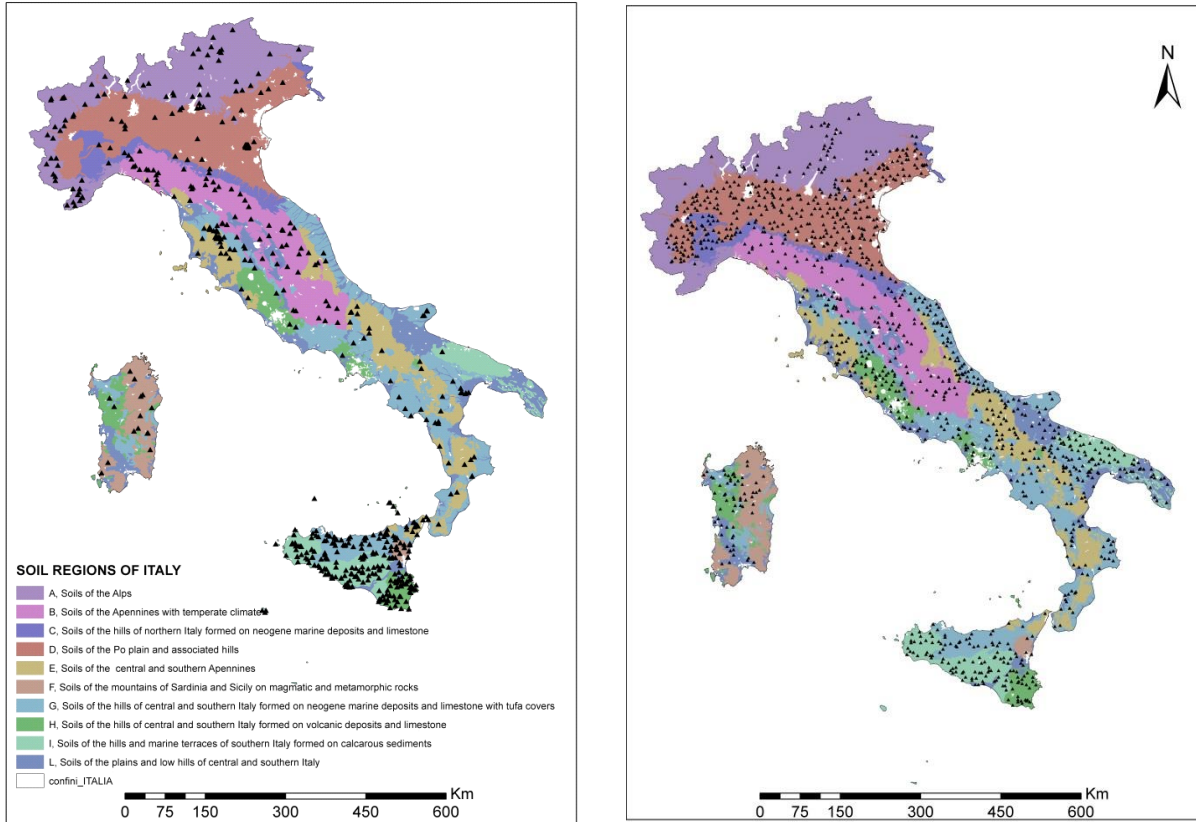 SOIL REGIONS OF ITALY
A, Soils of the Alps
B, Soils of the Apennines with temperate climate
C, Soils of the hills of northern Italy formed on neogene marine deposits and limestone
D, Soils of the Po plain and associated hills
E, Soils of the central and southern Apennines
F, Soils of the mountains of Sardinia and Sicily on magmatic and metamorphic rocks
G, Soils of the hills of central and southern Italy formed on neogene marine deposits and limestone with tufa covers
H, Soils of the hills of central and southern Italy formed on volcanic deposits and limestone
I, Soils of the hills and marine terraces of southern Italy formed on calcarous sediments
L, Soils of the plains and low hills of central and southern Italy
confini_ITALIA
Km
0 75 150 300 450 600
N
Km
0 75 150 300 450 600